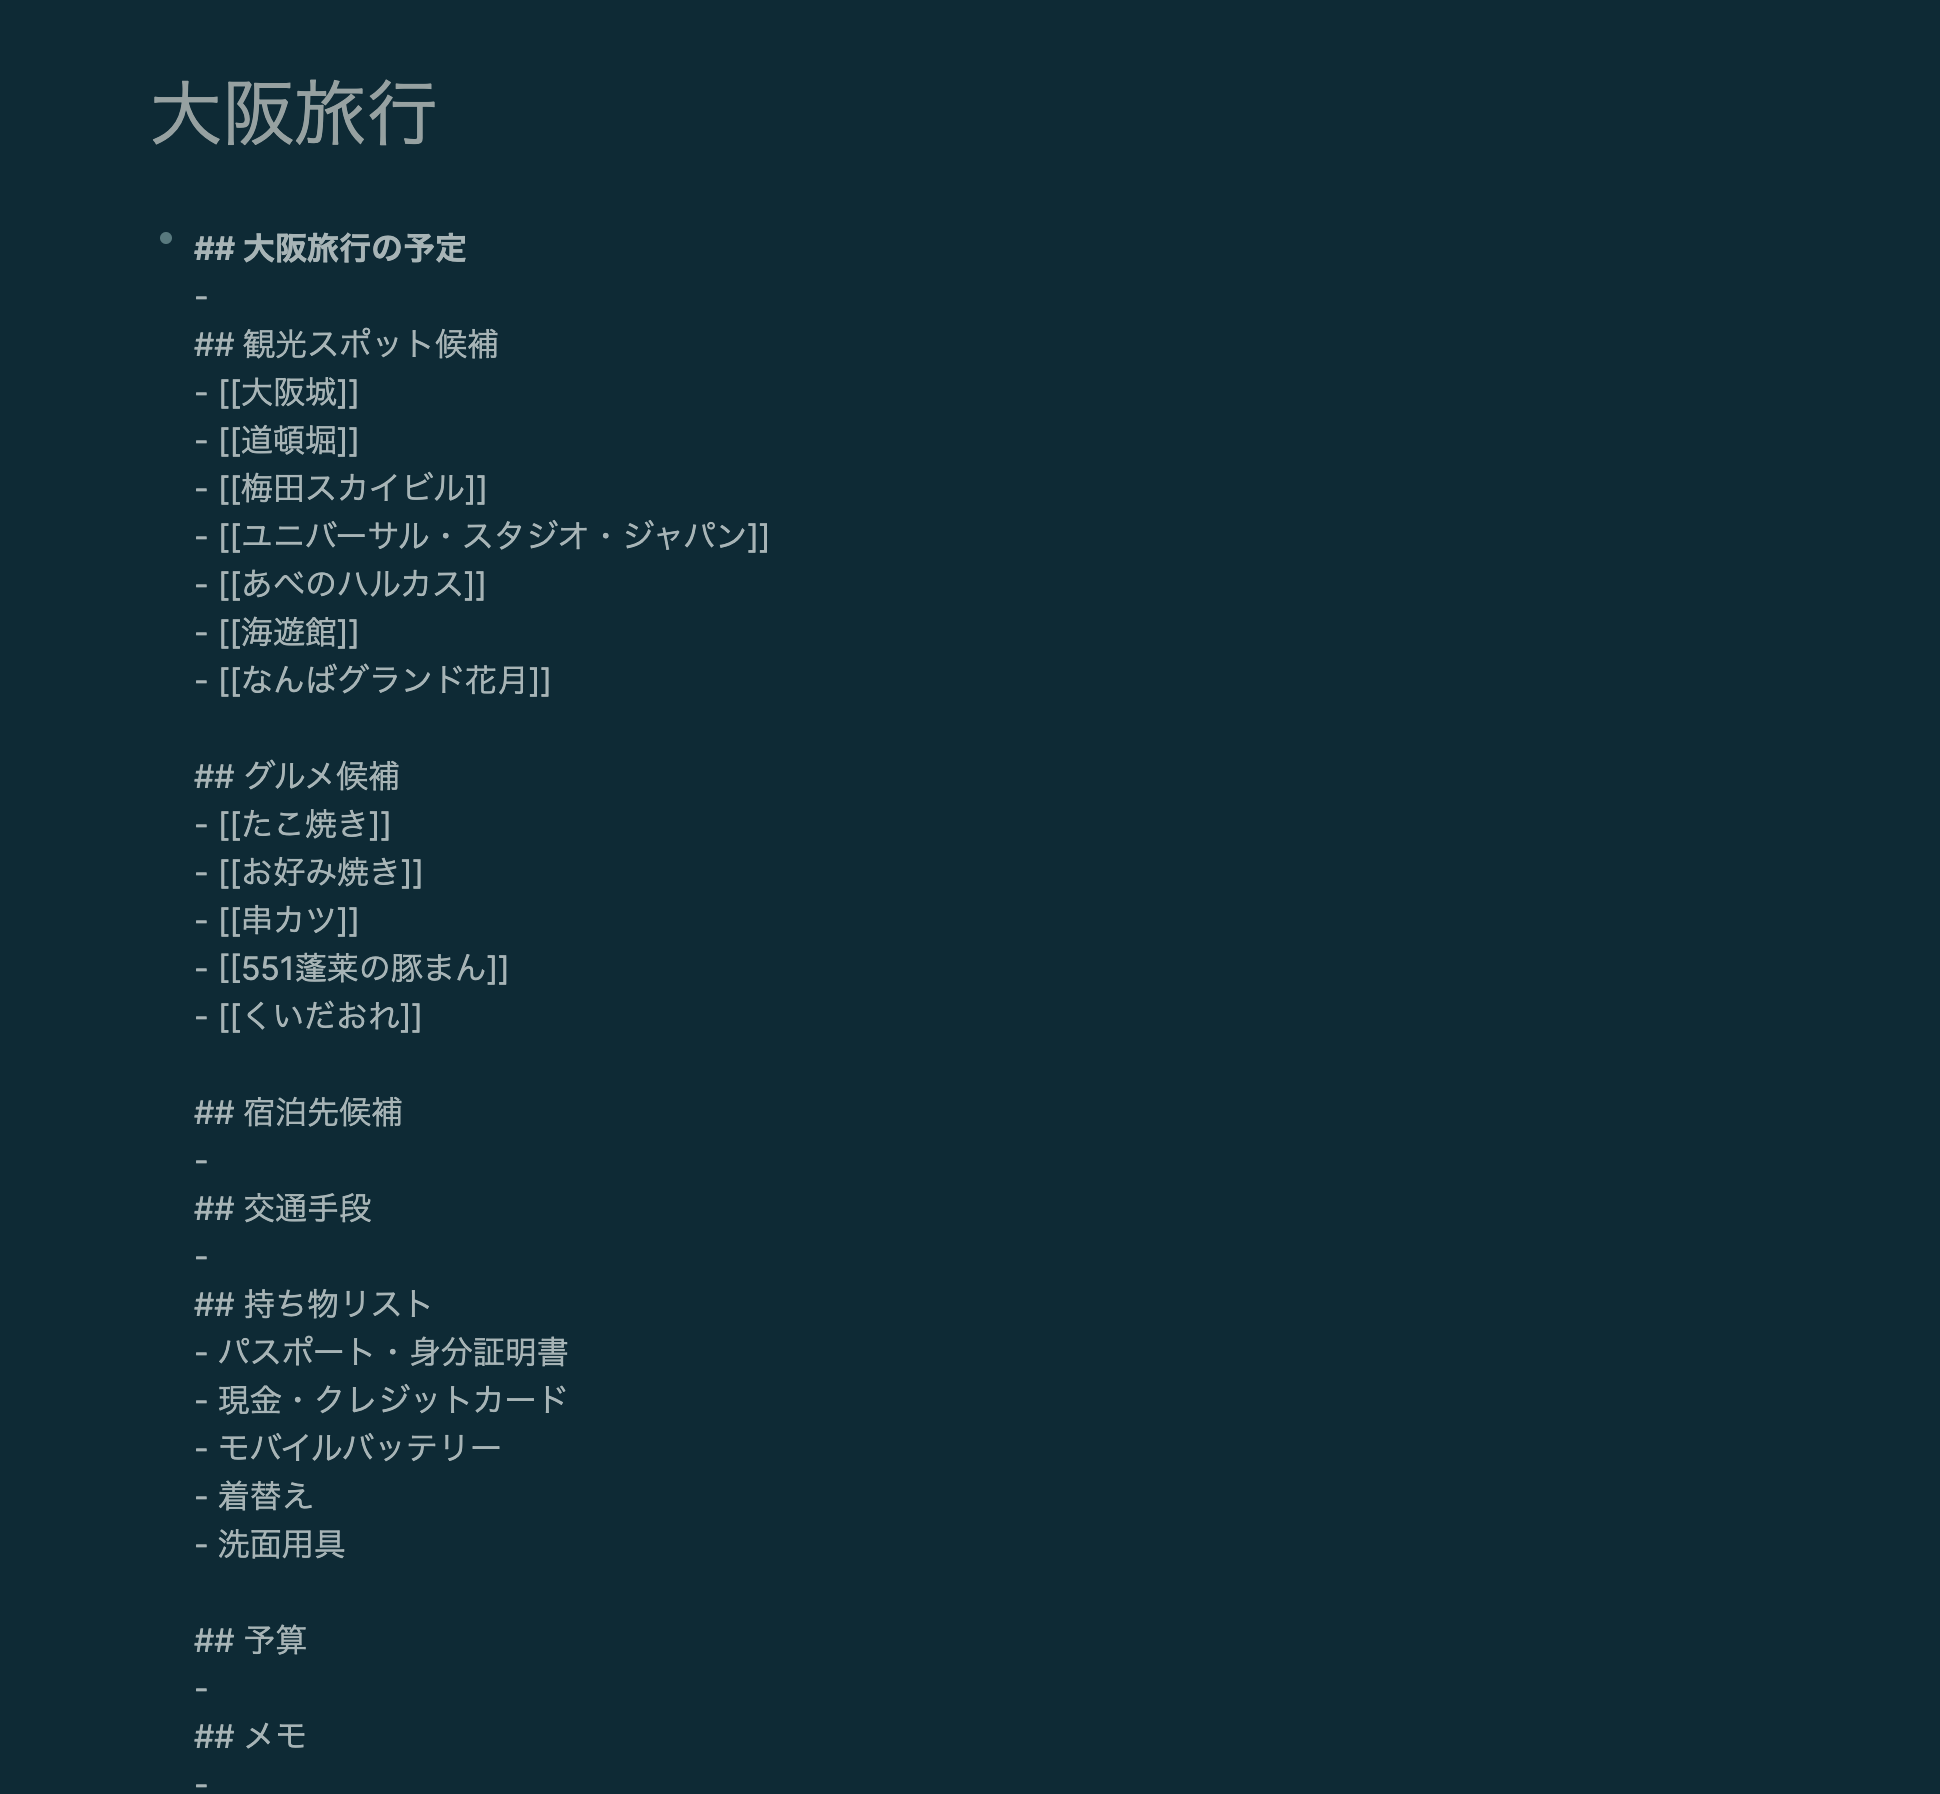 大阪旅行
## 大阪旅行の予定
-
## 観光スポット候補
- [[大阪城]]
- [[道頓堀]]
- [[梅田スカイビル]]
- [[ユニバーサル・スタジオ・ジャパン]]
- [[あべのハルカス]]
- [[海遊館]]
- [[なんばグランド花月]]
## グルメ候補
- [[たこ焼き]]
- [[お好み焼き]]
- [[串カツ]]
- [[551蓬莱の豚まん]]
- [[くいだおれ]]
## 宿泊先候補
-
## 交通手段
-
## 持ち物リスト
- パスポート・身分証明書
- 現金・クレジットカード
- モバイルバッテリー
- 着替え
- 洗面用具
## 予算
-
## メモ
-